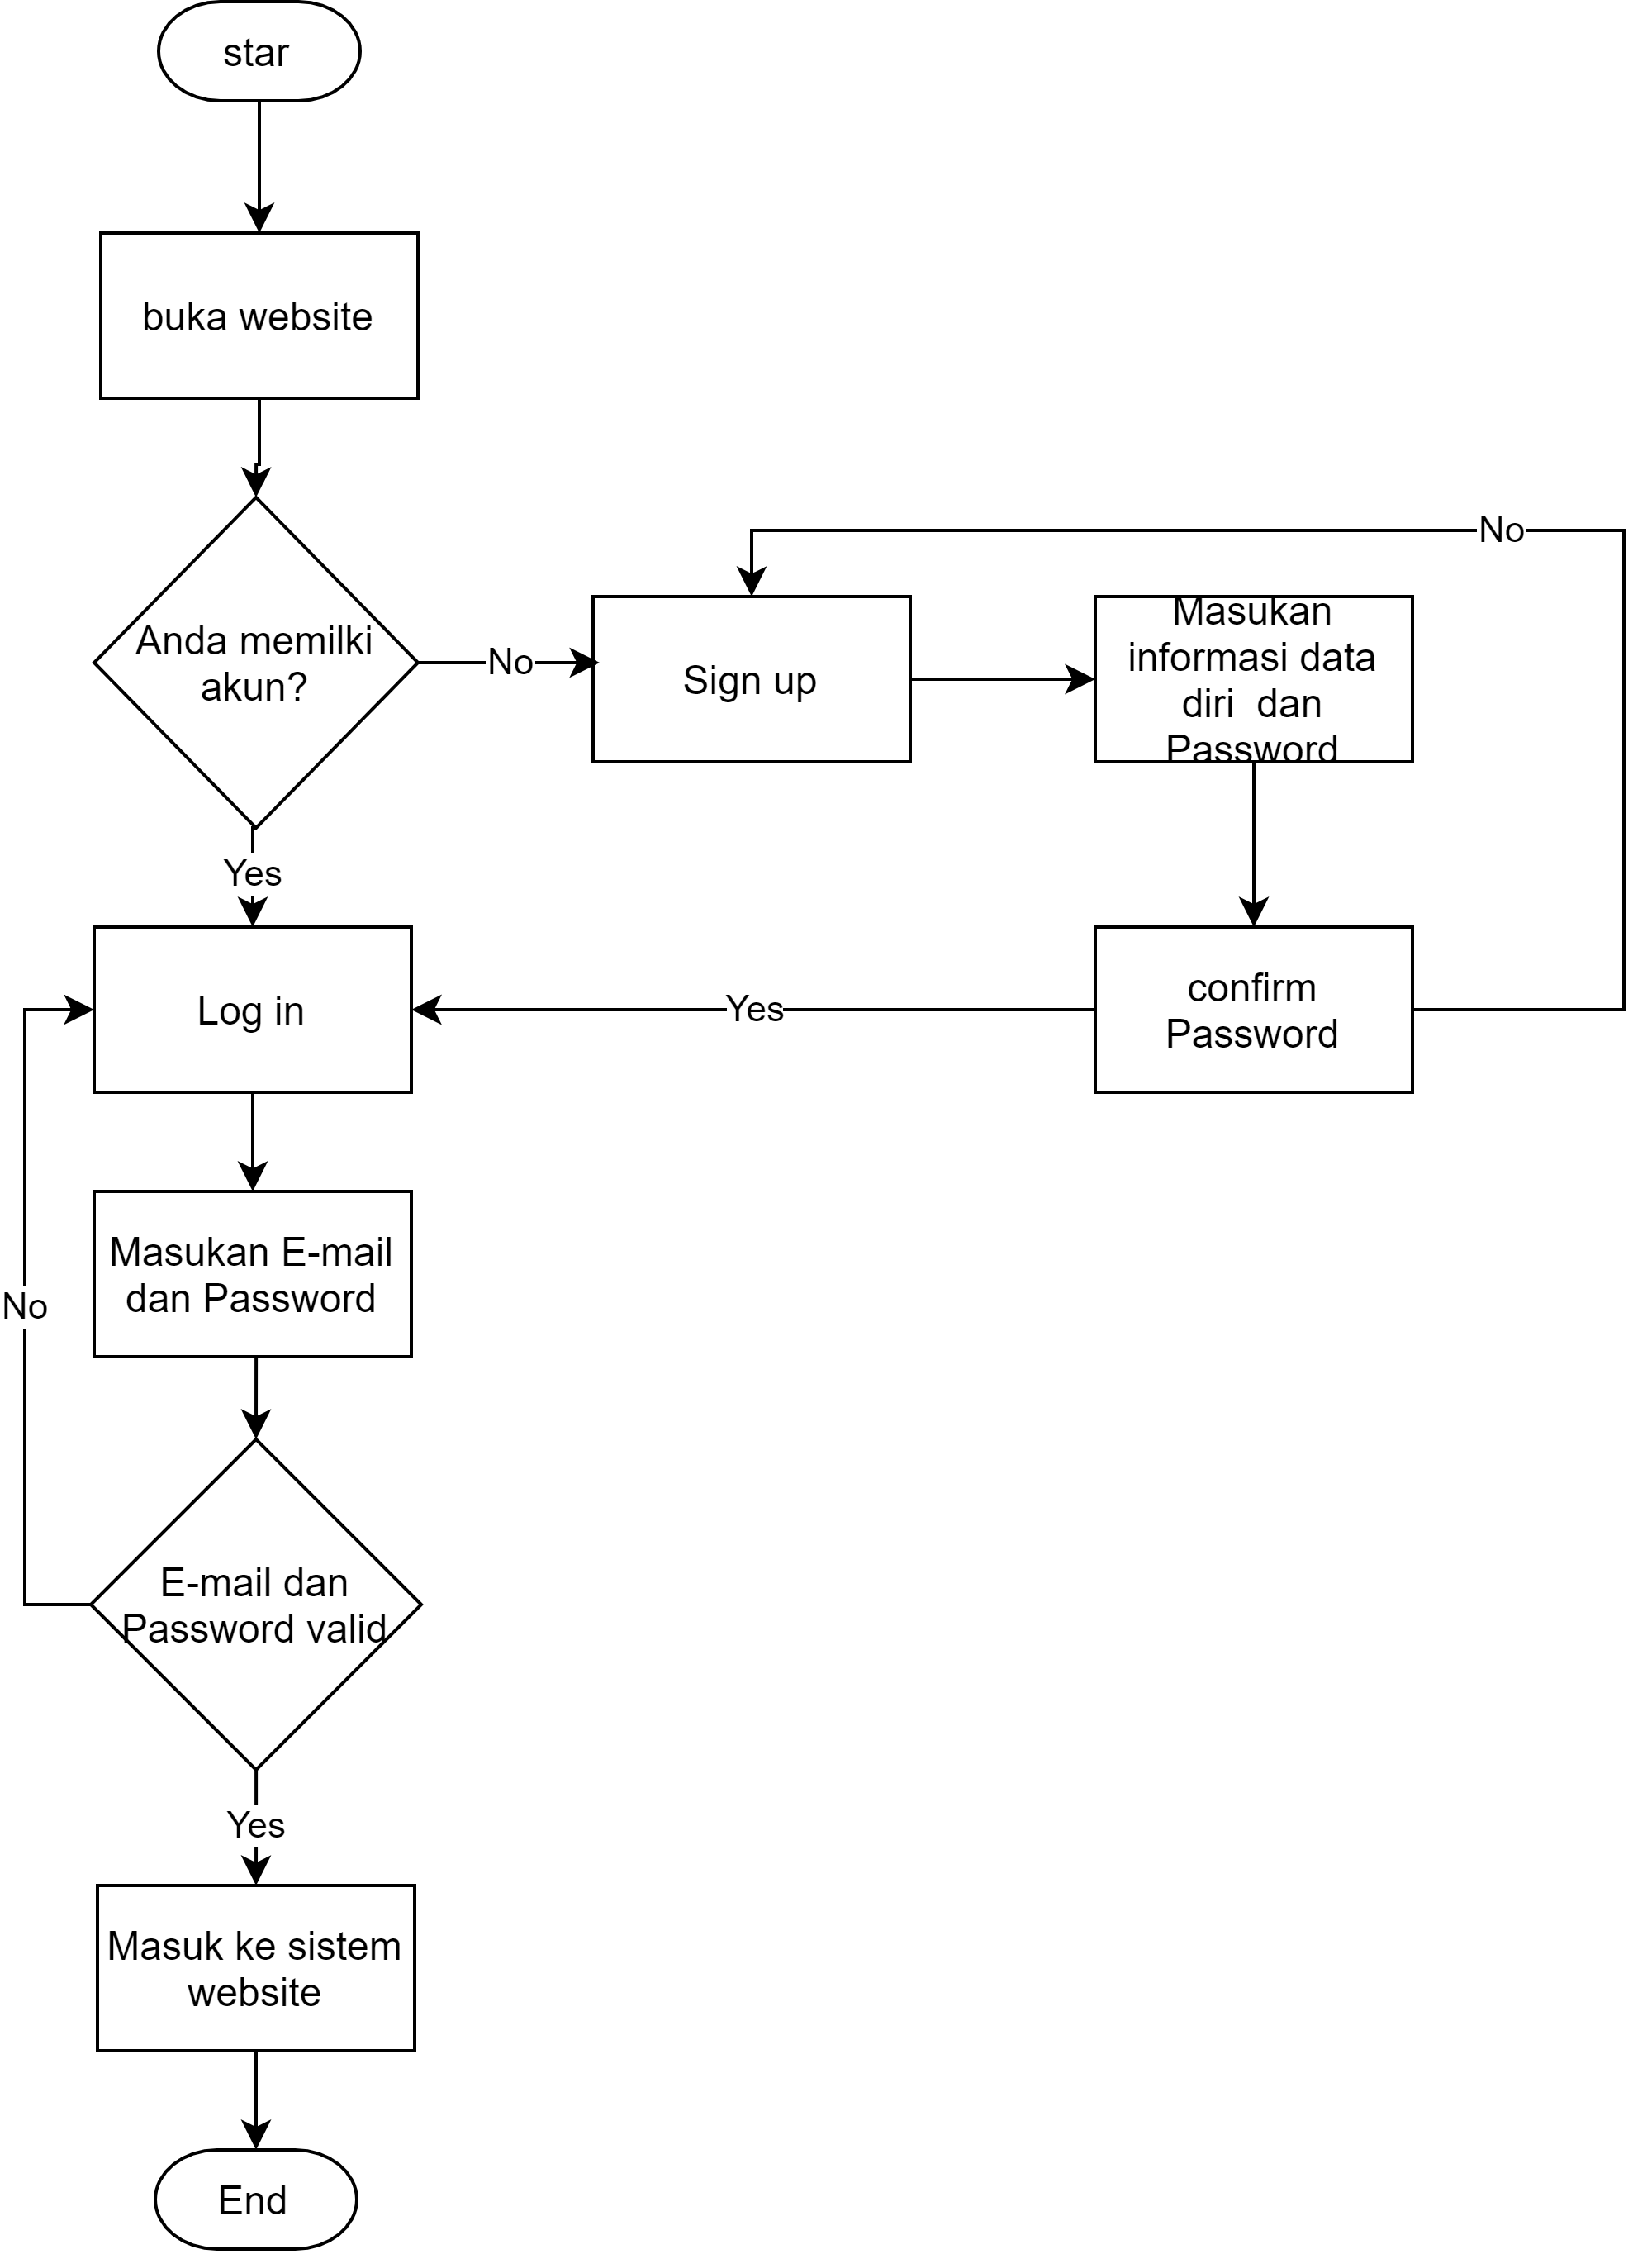 star
buka website
Anda memilki
akun?
No
Sign up
Masukan
informasi data
diri  dan
Password
No
Yes
Log in
Yes
confirm
Password
Masukan E-mail
dan Password
No
E-mail dan
Password valid
Yes
Masuk ke sistem
website
End